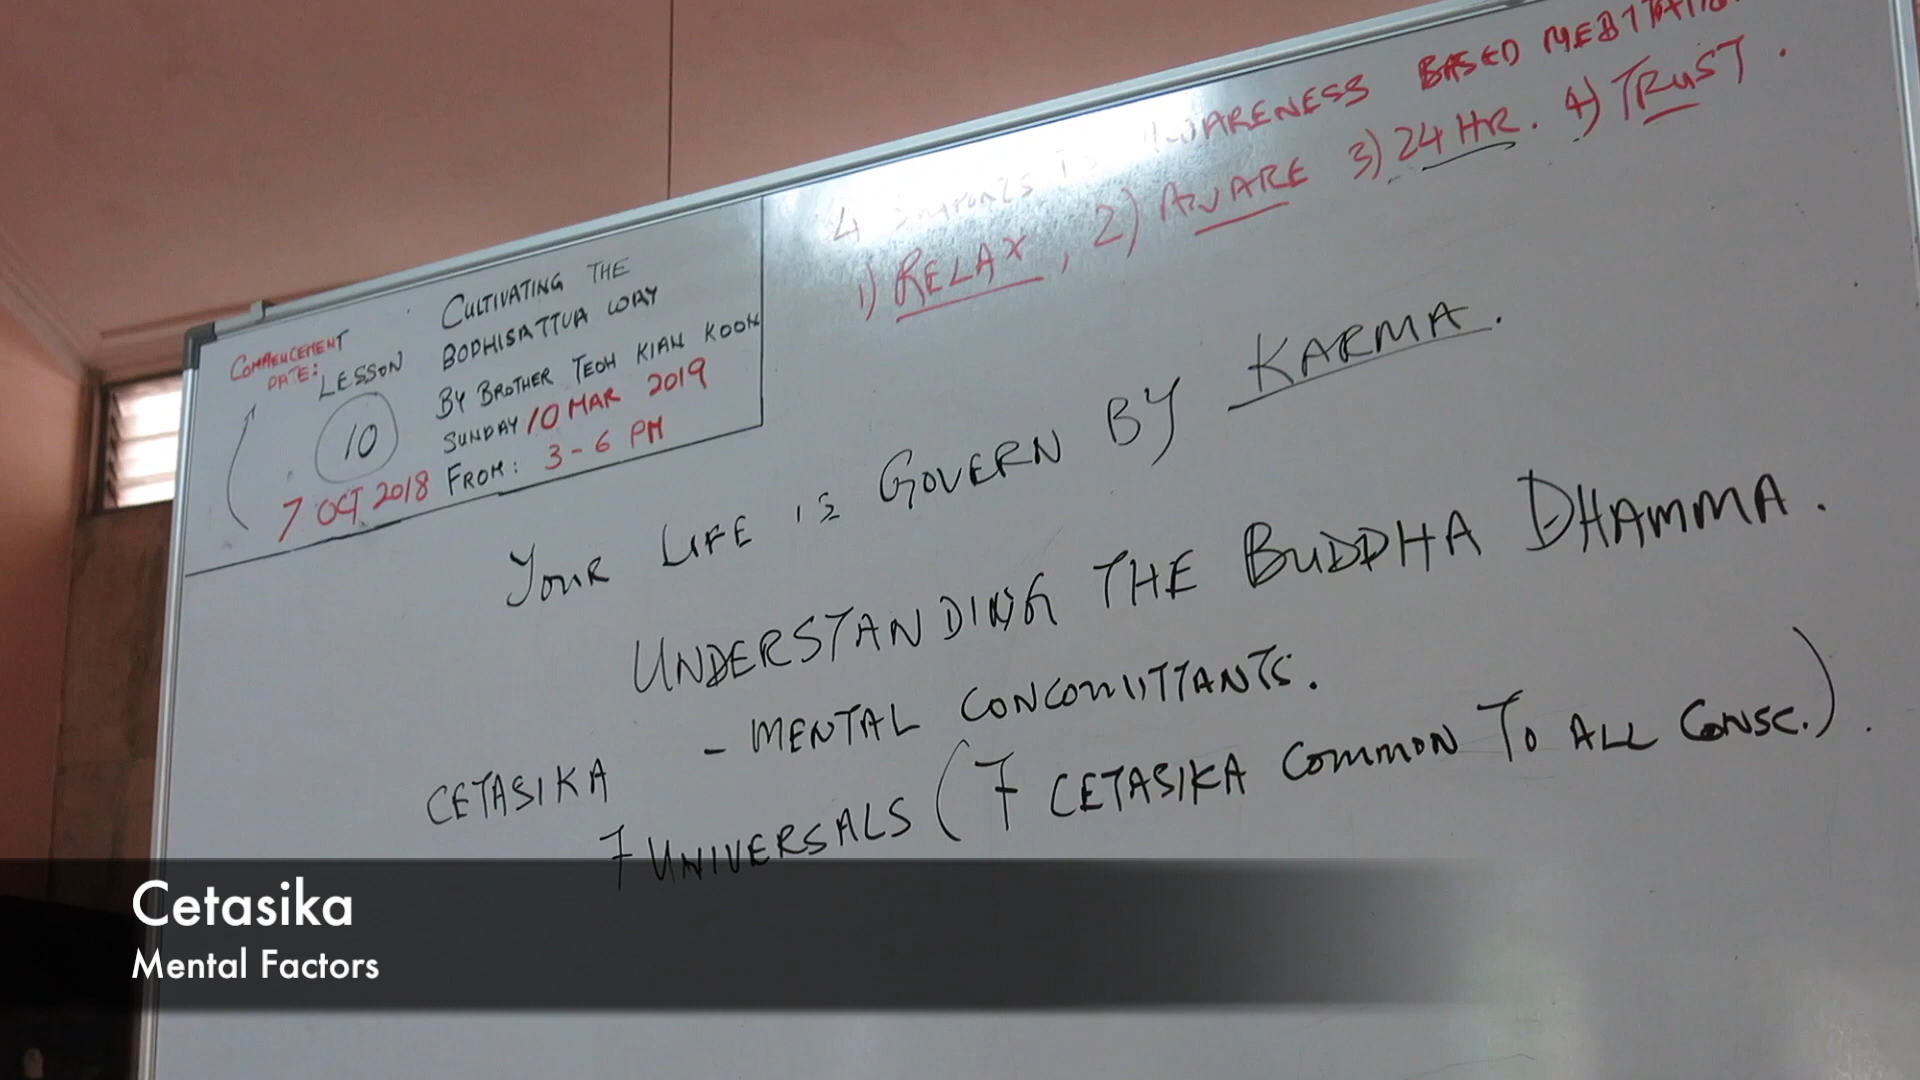 COMMENCEMENT DATE:
LESSON
10
7 OCT 2018
CULTIVATING THE
BODHISATTVA WAY
BY BROTHER TEOH KIAN KOON
SUNDAY 10 MAR 2019
FROM: 3-6 PM
4 AWARENESS BASED MEDITATION
1) RELAX, 2) AWARE 3) 24 HR. 4) TRUST.
YOUR LIFE IS GOVERN BY KARMA.
UNDERSTANDING THE BUDDHA DHAMMA.
CETASIKA - MENTAL CONCOMITTANTS.
7 UNIVERSALS (7 CETASIKA COMMON TO ALL CONSC.).
Cetasika
Mental Factors